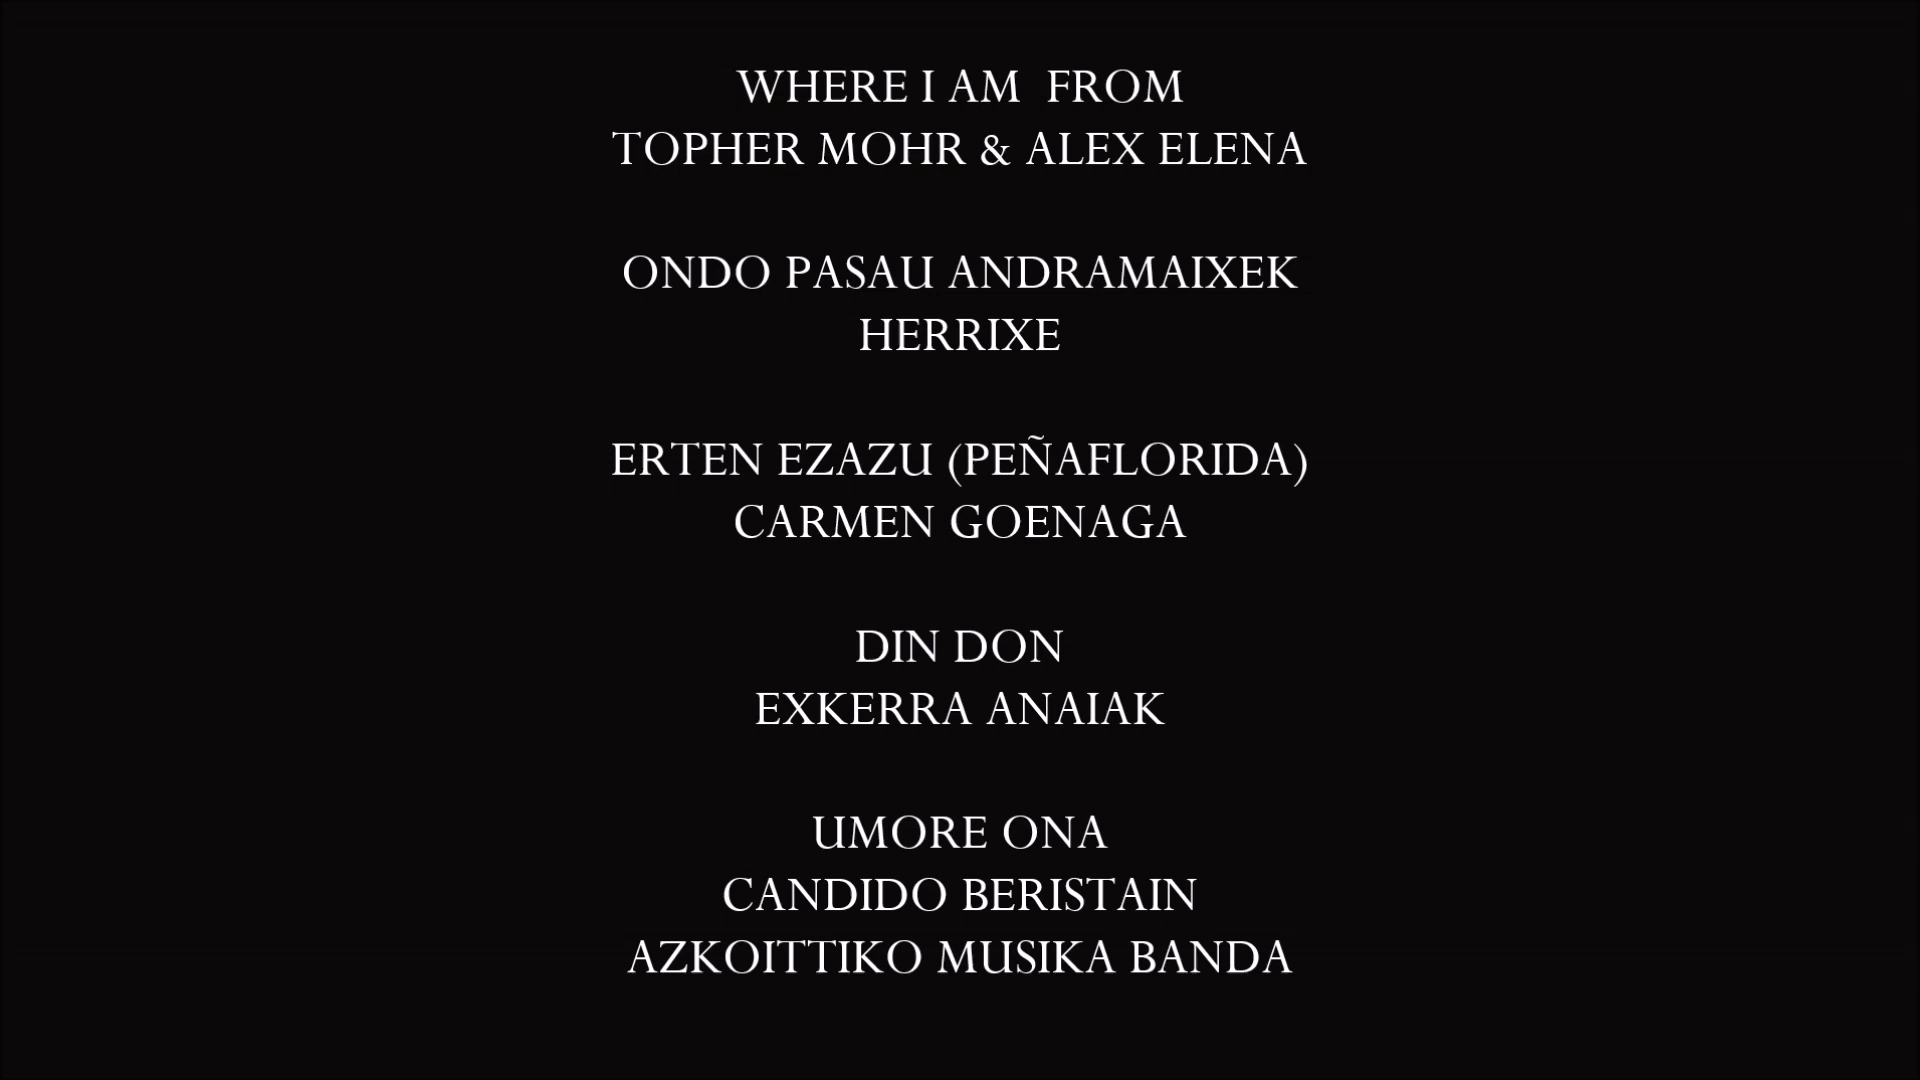 WHERE I AM  FROM
TOPHER MOHR & ALEX ELENA
ONDO PASAU ANDRAMAIXEK
HERRIXE
ERTEN EZAZU (PEÑAFLORIDA)
CARMEN GOENAGA
DIN DON
EXKERRA ANAIAK
UMORE ONA
CANDIDO BERISTAIN
AZKOITTIKO MUSIKA BANDA